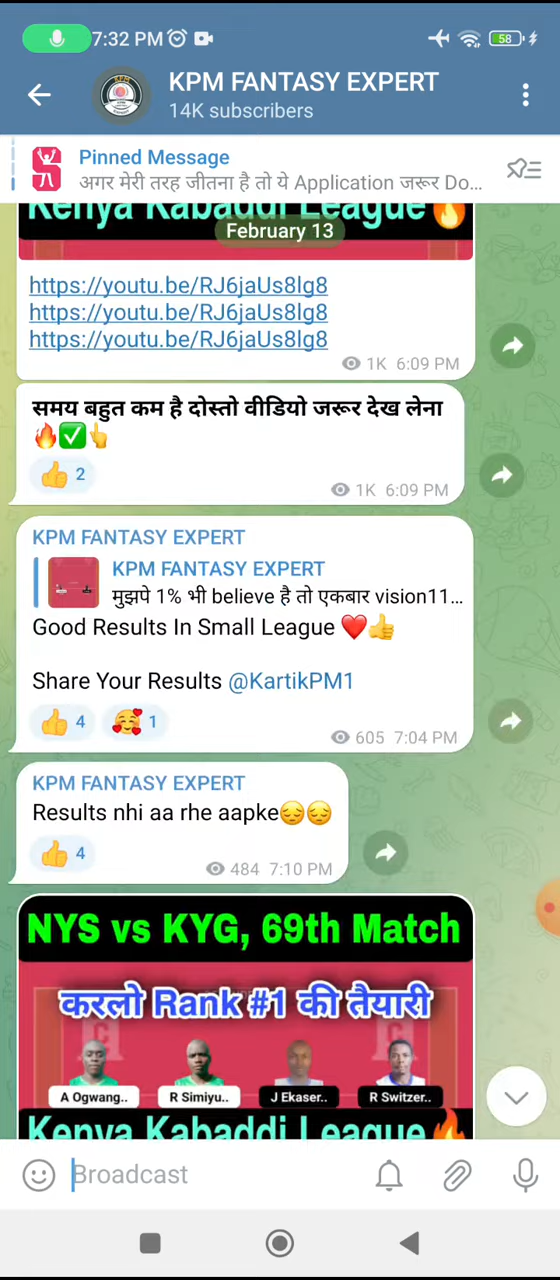 7:32 PM
58
KPM FANTASY EXPERT
14K subscribers
Pinned Message
अगर मेरी तरह जीतना है तो ये Application जरूर Do...
Kenya Kabaddi League🔥
February 13
https://youtu.be/RJ6jaUs8lg8
https://youtu.be/RJ6jaUs8lg8
https://youtu.be/RJ6jaUs8lg8
1K 6:09 PM
समय बहुत कम है दोस्तो वीडियो जरूर देख लेना
🔥✅👆
👍 2
1K 6:09 PM
KPM FANTASY EXPERT
KPM FANTASY EXPERT
मुझपे 1% भी believe है तो एकबार vision11...
Good Results In Small League ❤️👍
Share Your Results @KartikPM1
👍 4 🥰 1
605 7:04 PM
KPM FANTASY EXPERT
Results nhi aa rhe aapke😔😔
👍 4
484 7:10 PM
NYS vs KYG, 69th Match
करलो Rank #1 की तैयारी
A Ogwang.. R Simiyu.. J Ekaser.. R Switzer..
Kenya Kabaddi League🔥
Broadcast